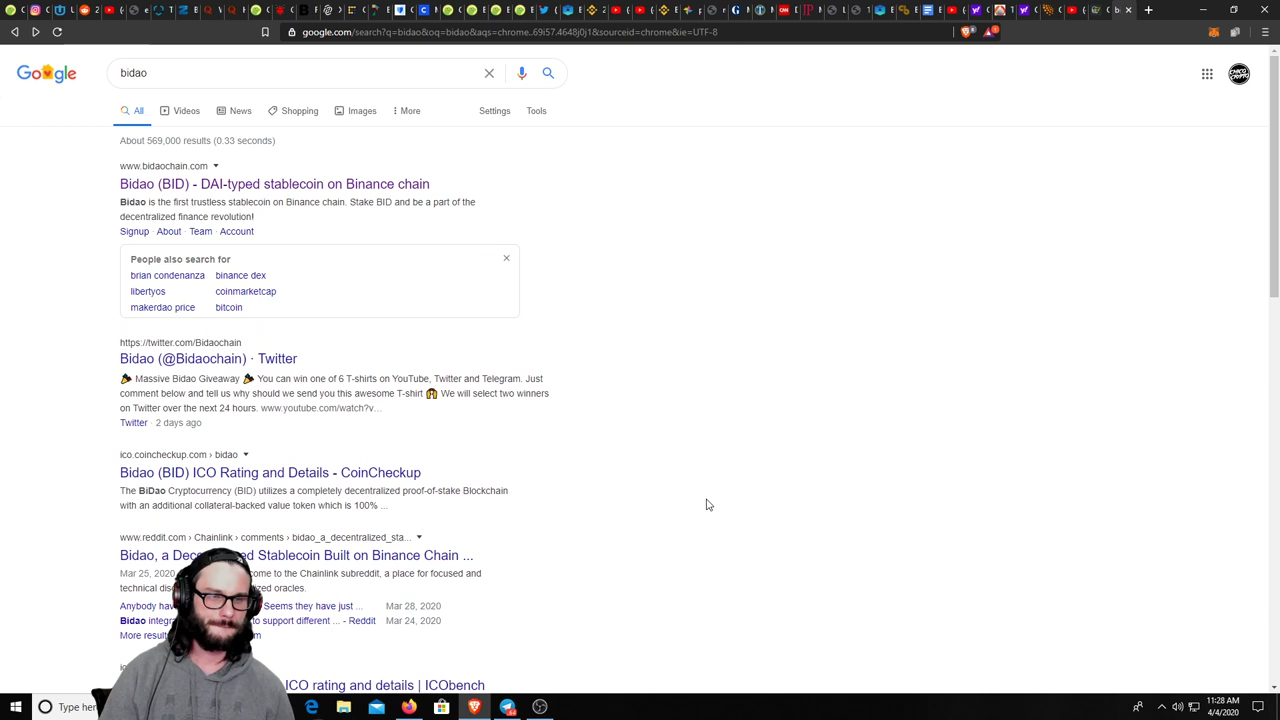 google.com/search?q=bidao&oq=bidao&aqs=chrome..69i57.4648j0j1&sourceid=chrome&ie=UTF-8
Google
bidao
CHICO CRYPTO
All
Videos
News
Shopping
Images
More
Settings
Tools
About 569,000 results (0.33 seconds)
www.bidaochain.com
Bidao (BID) - DAI-typed stablecoin on Binance chain
Bidao is the first trustless stablecoin on Binance chain. Stake BID and be a part of the
decentralized finance revolution!
Signup · About · Team · Account
People also search for
brian condenanza binance dex
libertyos coinmarketcap
makerdao price bitcoin
https://twitter.com/Bidaochain
Bidao (@Bidaochain) · Twitter
Massive Bidao Giveaway You can win one of 6 T-shirts on YouTube, Twitter and Telegram. Just
comment below and tell us why should we send you this awesome T-shirt We will select two winners
on Twitter over the next 24 hours. www.youtube.com/watch?v...
Twitter · 2 days ago
ico.coincheckup.com › bidao
Bidao (BID) ICO Rating and Details - CoinCheckup
The BiDao Cryptocurrency (BID) utilizes a completely decentralized proof-of-stake Blockchain
with an additional collateral-backed value token which is 100% ...
www.reddit.com › Chainlink › comments › bidao_a_decentralized_sta...
Bidao, a Dec ed Stablecoin Built on Binance Chain ...
Mar 25, 2020 come to the Chainlink subreddit, a place for focused and
technical dis ized oracles.
Anybody hav Seems they have just ... Mar 28, 2020
Bidao integ to support different ... - Reddit Mar 24, 2020
More result m
ICO rating and details | ICObench
Type her
11:28 AM
4/4/2020